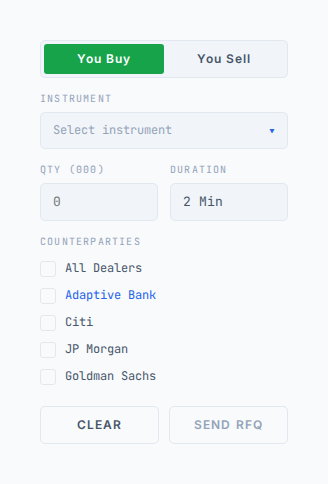 You Buy You Sell
INSTRUMENT
Select instrument
QTY (000) DURATION
0 2 Min
COUNTERPARTIES
All Dealers
Adaptive Bank
Citi
JP Morgan
Goldman Sachs
CLEAR SEND RFQ